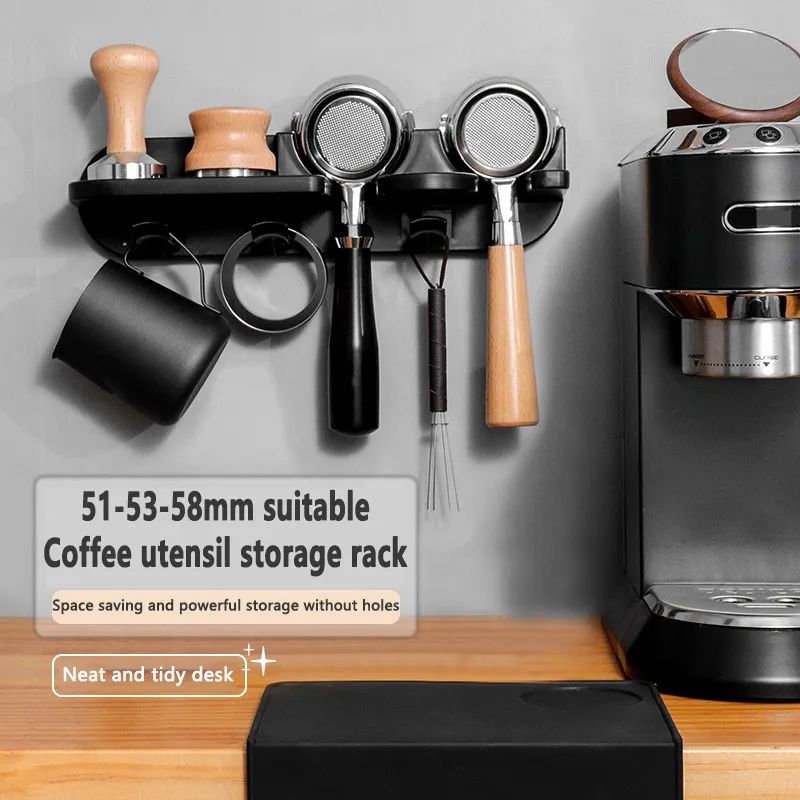 51-53-58mm suitable
Coffee utensil storage rack
Space saving and powerful storage without holes
Neat and tidy desk
CLOSE